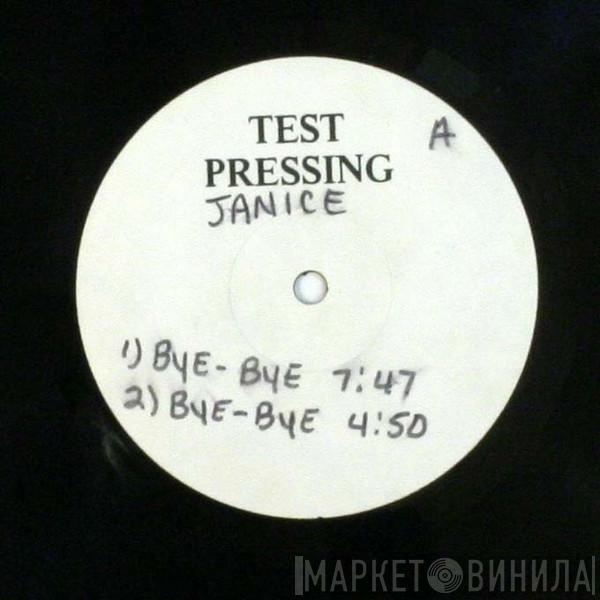 TEST
A
PRESSING
JANICE
1) BYE-BYE 7:47
2) BYE-BYE 4:50
МАРКЕТ ВИНИЛА